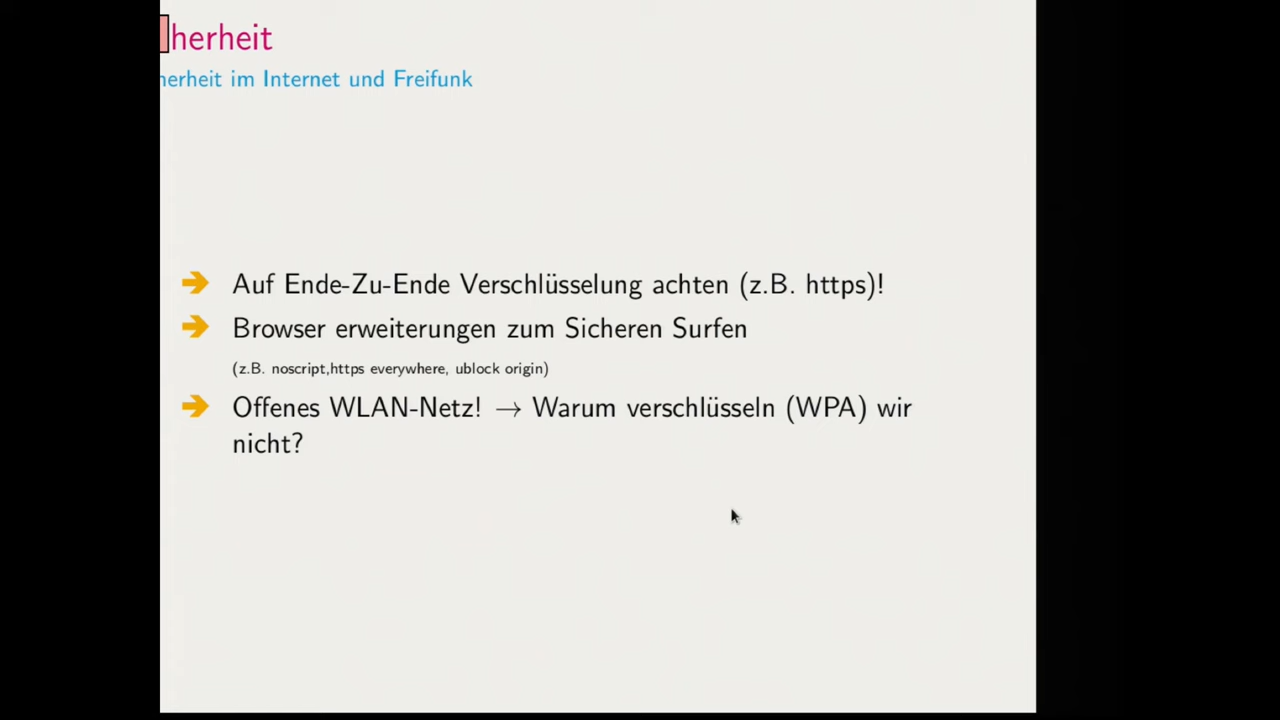 herheit
herheit im Internet und Freifunk
Auf Ende-Zu-Ende Verschlüsselung achten (z.B. https)!
Browser erweiterungen zum Sicheren Surfen
(z.B. noscript,https everywhere, ublock origin)
Offenes WLAN-Netz! → Warum verschlüsseln (WPA) wir
nicht?